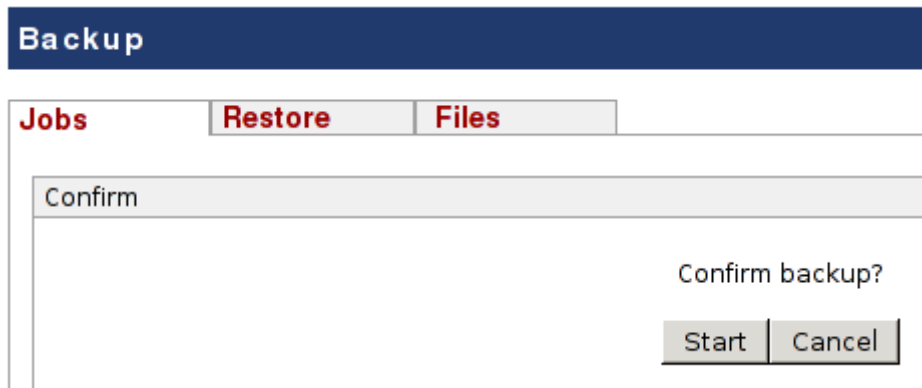 Backup
Jobs Restore Files
Confirm
Confirm backup?
Start Cancel